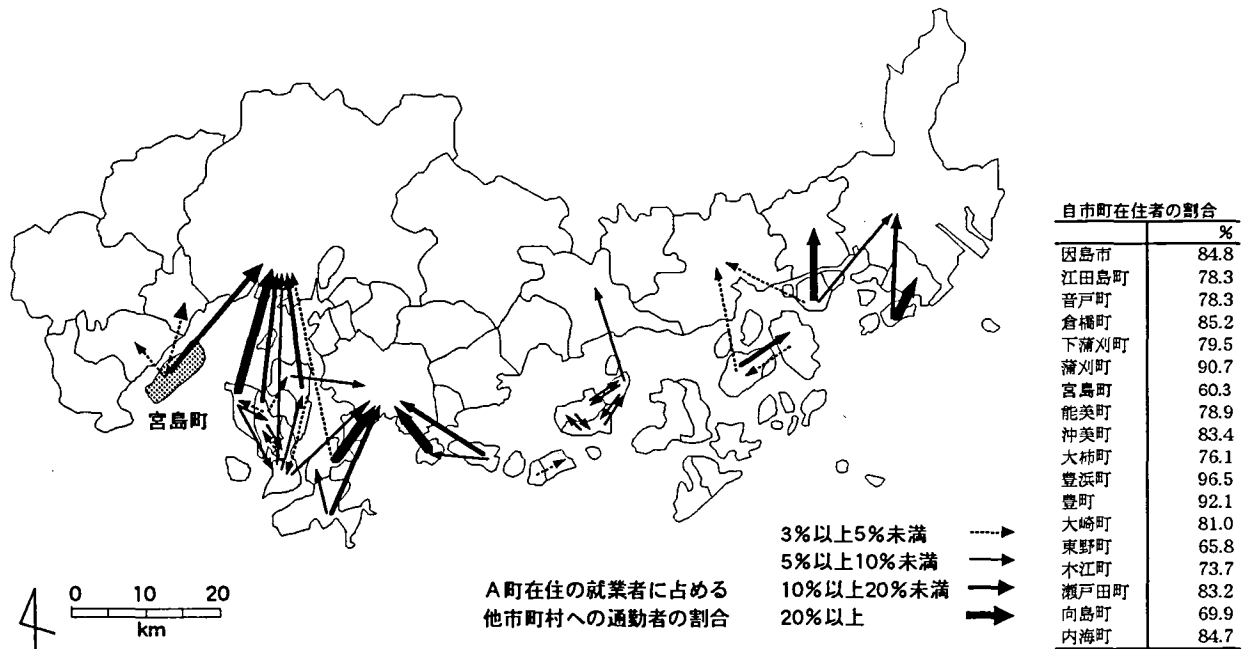 宮島町
0 10 20
km
A町在住の就業者に占める
他市町村への通勤者の割合
3%以上5%未満
5%以上10%未満
10%以上20%未満
20%以上
自市町在住者の割合
%
因島市 84.8
江田島町 78.3
音戸町 78.3
倉橋町 85.2
下蒲刈町 79.5
蒲刈町 90.7
宮島町 60.3
能美町 78.9
沖美町 83.4
大柿町 76.1
豊浜町 96.5
豊町 92.1
大崎町 81.0
東野町 65.8
木江町 73.7
瀬戸田町 83.2
向島町 69.9
内海町 84.7